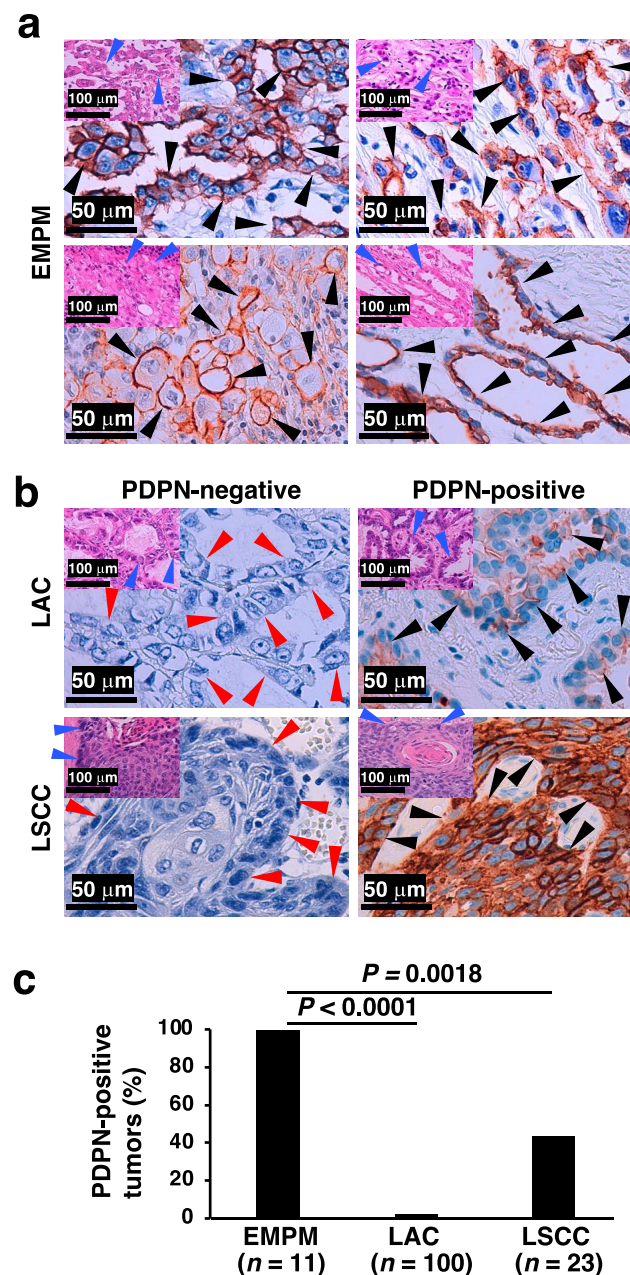 a
EMPM
100 µm
50 µm
100 µm
50 µm
100 µm
50 µm
100 µm
50 µm
b
PDPN-negative PDPN-positive
LAC
100 µm
50 µm
100 µm
50 µm
LSCC
100 µm
50 µm
100 µm
50 µm
c
P = 0.0018
P < 0.0001
PDPN-positive
tumors (%)
100
80
60
40
20
0
EMPM LAC LSCC
(n = 11) (n = 100) (n = 23)